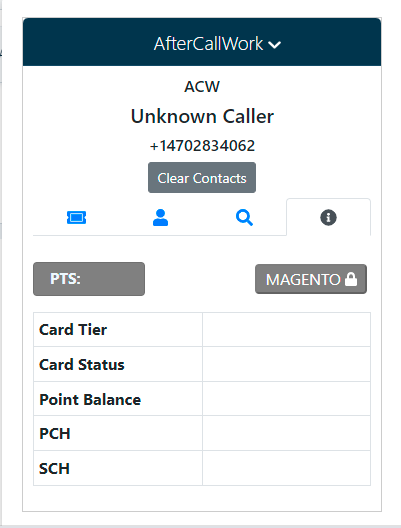 AfterCallWork
ACW
Unknown Caller
+14702834062
Clear Contacts
PTS:
MAGENTO
Card Tier
Card Status
Point Balance
PCH
SCH